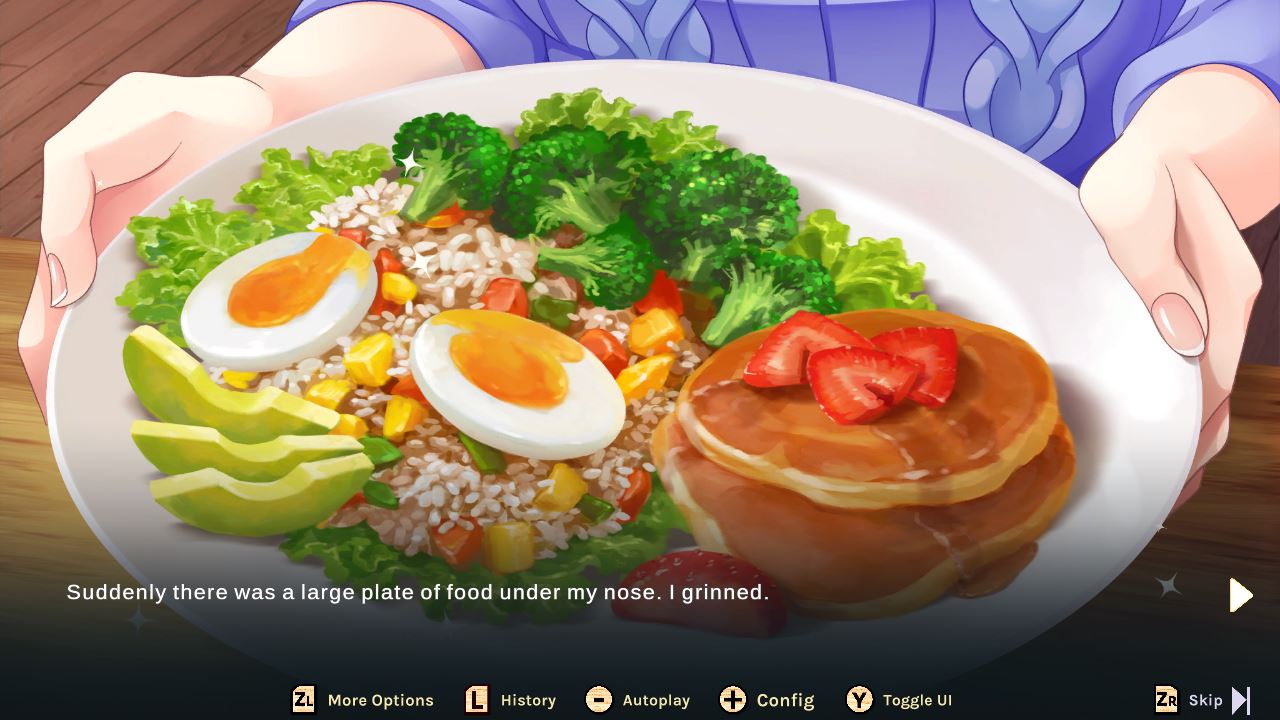 Suddenly there was a large plate of food under my nose. I grinned.
ZL More Options L History - Autoplay + Config Y Toggle UI ZR Skip